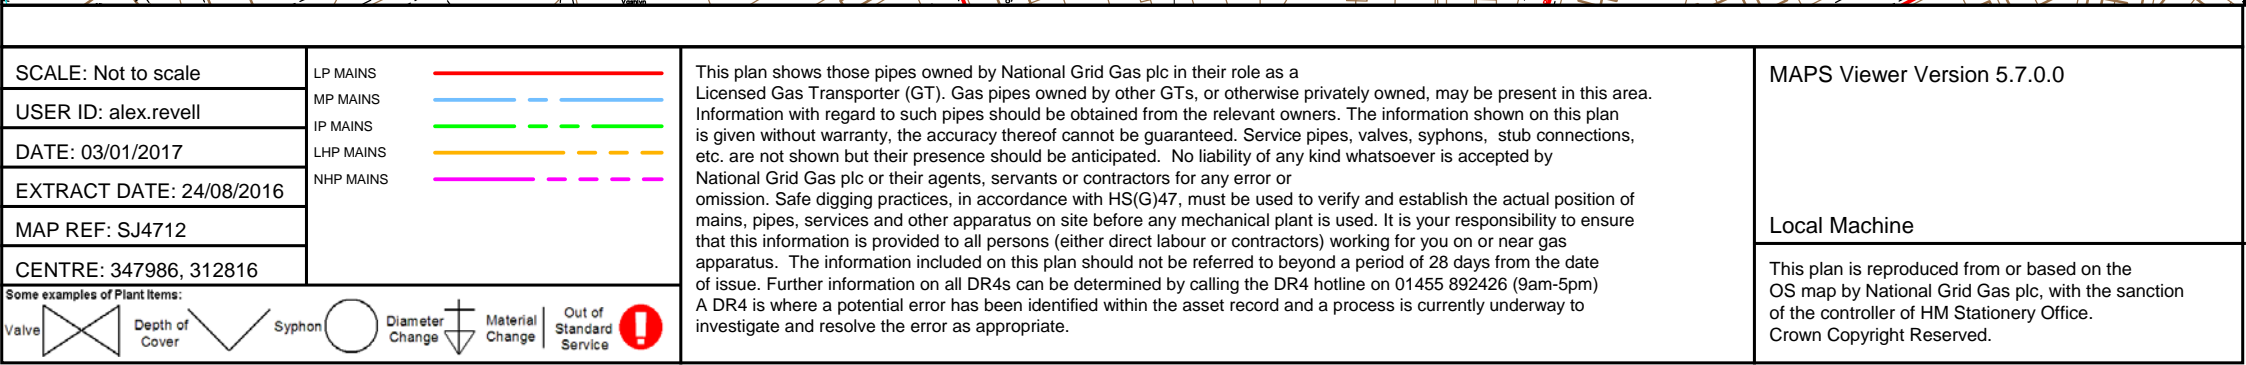 SCALE: Not to scale
USER ID: alex.revell
DATE: 03/01/2017
EXTRACT DATE: 24/08/2016
MAP REF: SJ4712
CENTRE: 347986, 312816
LP MAINS
MP MAINS
IP MAINS
LHP MAINS
NHP MAINS
Some examples of Plant Items:
Valve
Depth of
Cover
Syphon
Diameter
Change
Material
Change
Out of
Standard
Service
This plan shows those pipes owned by National Grid Gas plc in their role as a
Licensed Gas Transporter (GT). Gas pipes owned by other GTs, or otherwise privately owned, may be present in this area.
Information with regard to such pipes should be obtained from the relevant owners. The information shown on this plan
is given without warranty, the accuracy thereof cannot be guaranteed. Service pipes, valves, syphons, stub connections,
etc. are not shown but their presence should be anticipated. No liability of any kind whatsoever is accepted by
National Grid Gas plc or their agents, servants or contractors for any error or
omission. Safe digging practices, in accordance with HS(G)47, must be used to verify and establish the actual position of
mains, pipes, services and other apparatus on site before any mechanical plant is used. It is your responsibility to ensure
that this information is provided to all persons (either direct labour or contractors) working for you on or near gas
apparatus. The information included on this plan should not be referred to beyond a period of 28 days from the date
of issue. Further information on all DR4s can be determined by calling the DR4 hotline on 01455 892426 (9am-5pm)
A DR4 is where a potential error has been identified within the asset record and a process is currently underway to
investigate and resolve the error as appropriate.
MAPS Viewer Version 5.7.0.0
Local Machine
This plan is reproduced from or based on the
OS map by National Grid Gas plc, with the sanction
of the controller of HM Stationery Office.
Crown Copyright Reserved.